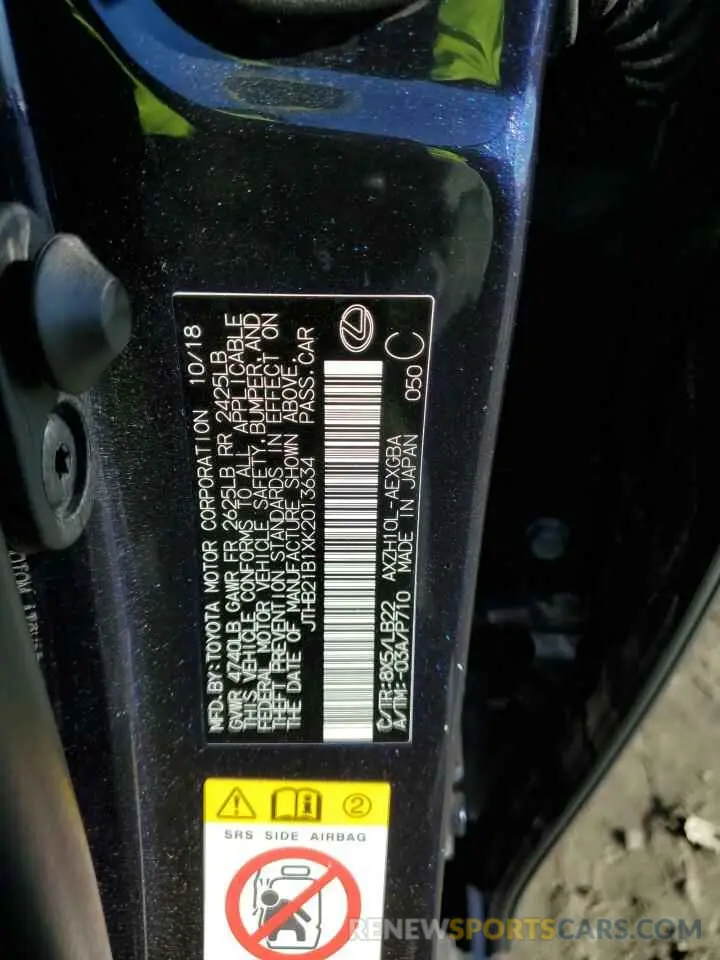 MFD.BY:TOYOTA MOTOR CORPORATION 10/18
GVWR 4740LB GAWR FR 2625LB RR 2425LB
THIS VEHICLE CONFORMS TO ALL APPLICABLE
FEDERAL MOTOR VEHICLE SAFETY, BUMPER, AND
THEFT PREVENTION STANDARDS IN EFFECT ON
THE DATE OF MANUFACTURE SHOWN ABOVE.
JTHB21B1XK2013634 PASS.CAR
C/TR:8X5/LB22 AXZH10L-AEXGBA
A/TM:-03A/P710 MADE IN JAPAN 050 C
2
SRS SIDE AIRBAG
RENEWSPORTSCARS.COM